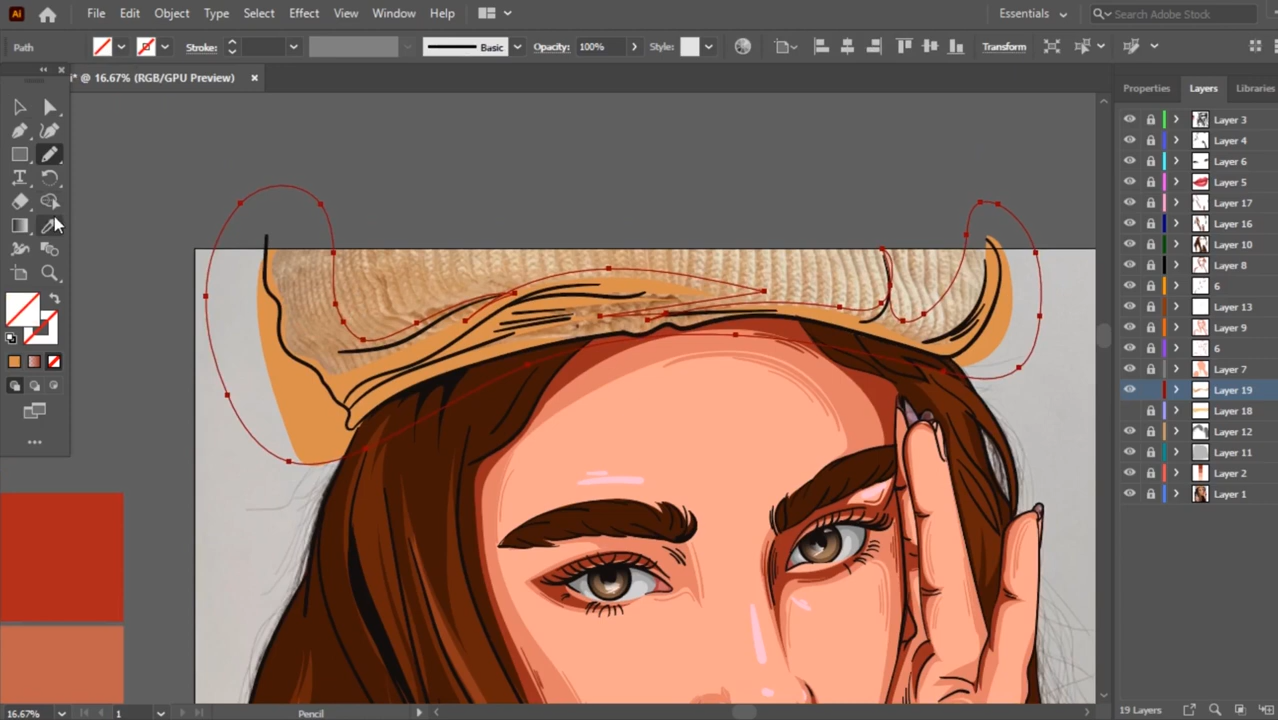 Ai File Edit Object Type Select Effect View Window Help Essentials Search Adobe Stock
Path Stroke: Basic Opacity: 100% Style: Transform
i* @ 16.67% (RGB/GPU Preview)
Properties Layers Libraries
Layer 3
Layer 4
Layer 6
Layer 5
Layer 17
Layer 16
Layer 10
Layer 8
6
Layer 13
Layer 9
6
Layer 7
Layer 19
Layer 18
Layer 12
Layer 11
Layer 2
Layer 1
16.67% 1 Pencil 19 Layers